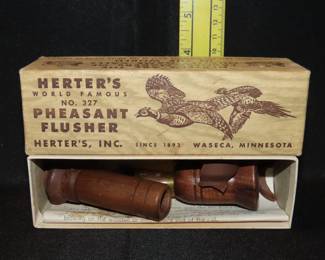 HERTER'S
WORLD FAMOUS
NO. 327
PHEASANT
FLUSHER
HERTER'S, INC.
SINCE 1893
WASECA, MINNESOTA